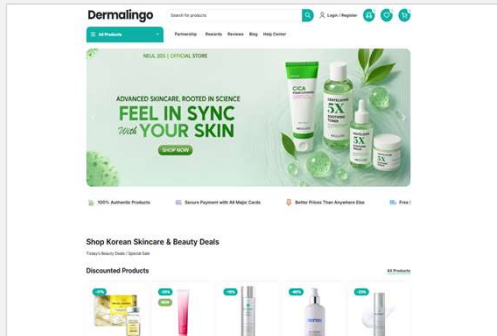 Dermalingo
Search for products
Login / Register
All Products
Partnership Rewards Reviews Blog Help Center
OFFICIAL STORE
ADVANCED SKINCARE, ROOTED IN SCIENCE
FEEL IN SYNC
With YOUR SKIN
SHOP NOW
CICA
5X
SOOTHING
TONER
5X
100% Authentic Products
Secure Payment with All Major Cards
Better Prices Than Anywhere Else
Free
Shop Korean Skincare & Beauty Deals
Today's Beauty Deals / Special Sale
Discounted Products
All Products